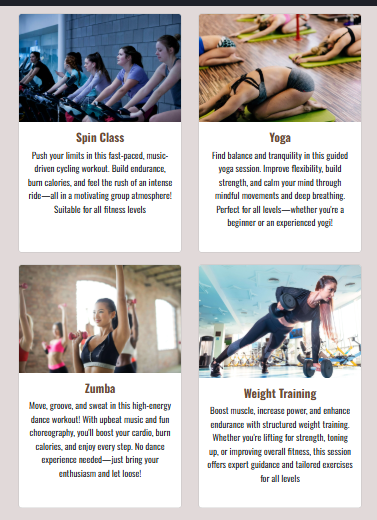 Spin Class
Push your limits in this fast-paced, music-
driven cycling workout. Build endurance,
burn calories, and feel the rush of an intense
ride—all in a motivating group atmosphere!
Suitable for all fitness levels
Yoga
Find balance and tranquility in this guided
yoga session. Improve flexibility, build
strength, and calm your mind through
mindful movements and deep breathing.
Perfect for all levels—whether you're a
beginner or an experienced yogi!
Zumba
Move, groove, and sweat in this high-energy
dance workout! With upbeat music and fun
choreography, you'll boost your cardio, burn
calories, and enjoy every step. No dance
experience needed—just bring your
enthusiasm and let loose!
Weight Training
Boost muscle, increase power, and enhance
endurance with structured weight training.
Whether you're lifting for strength, toning
up, or improving overall fitness, this session
offers expert guidance and tailored exercises
for all levels